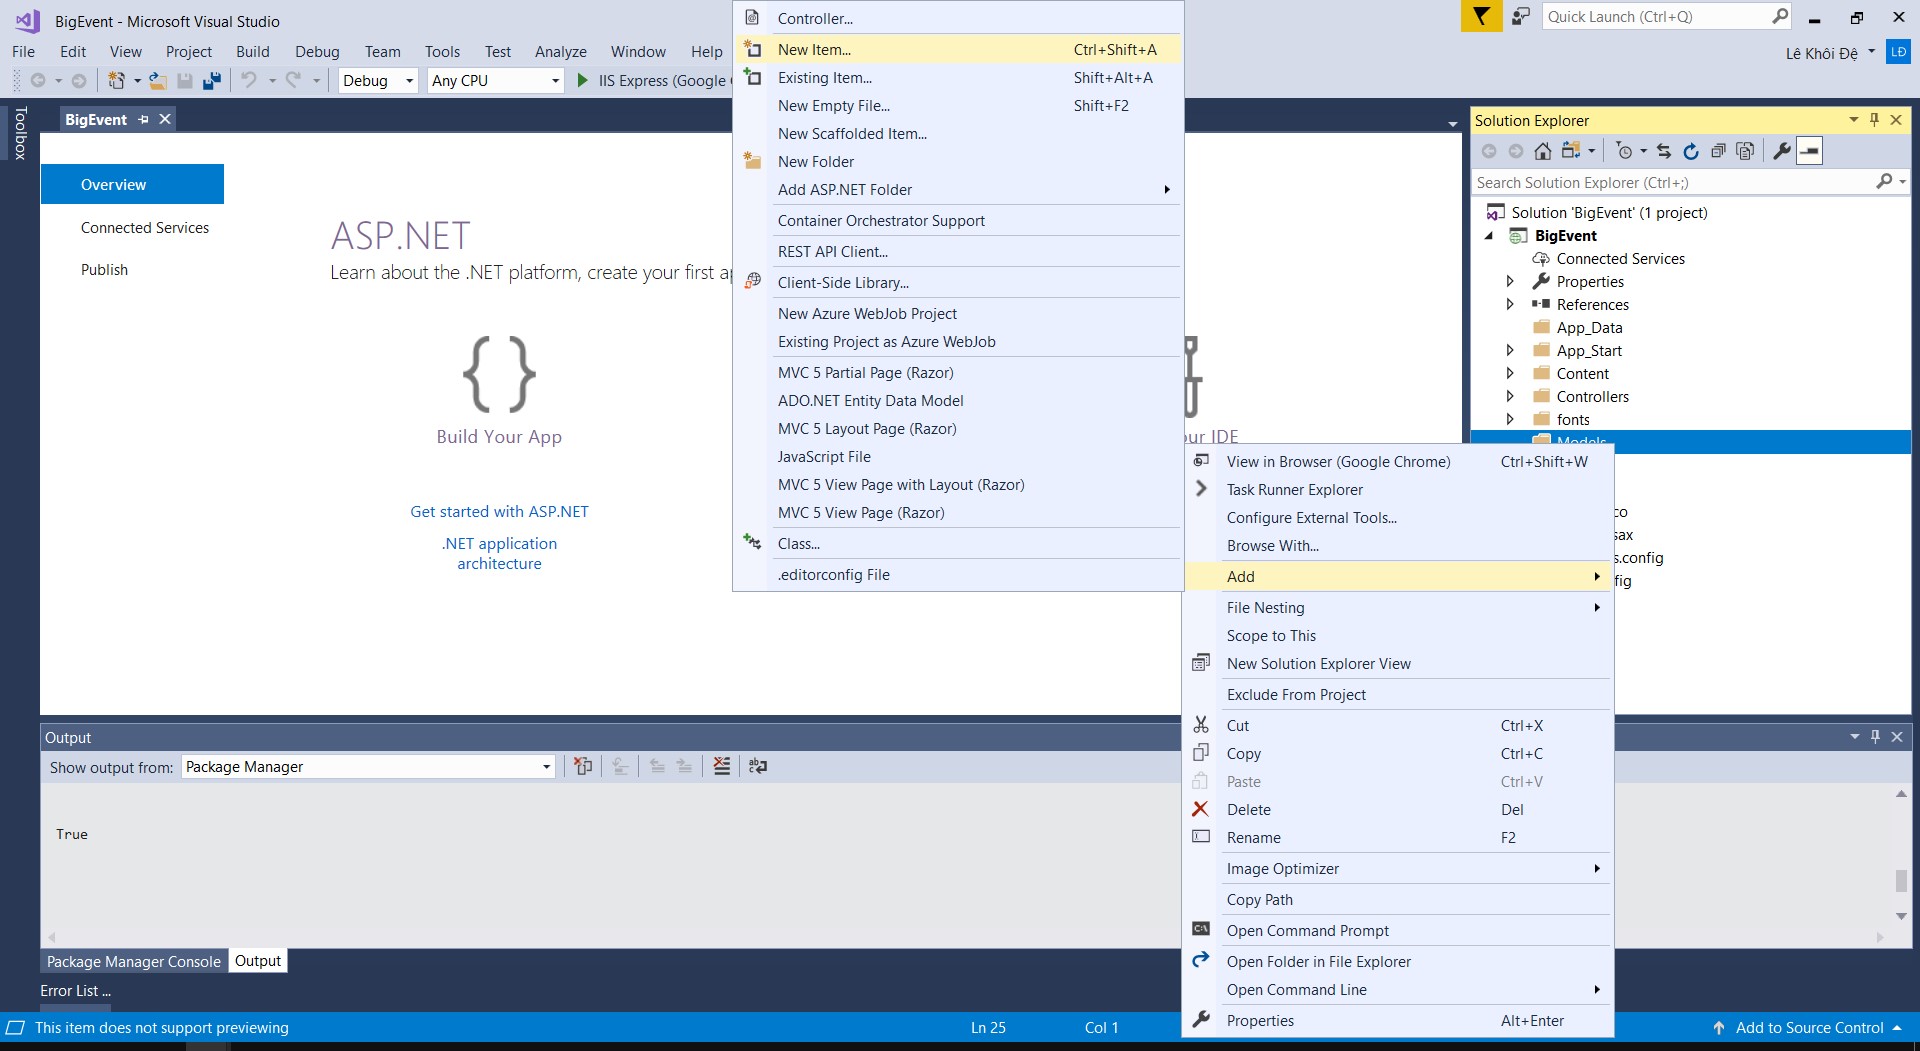 BigEvent - Microsoft Visual Studio
Quick Launch (Ctrl+Q)
File Edit View Project Build Debug Team Tools Test Analyze Window Help
Lê Khôi Đệ LĐ
Debug Any CPU IIS Express (Google
Toolbox
BigEvent
Overview
Connected Services
Publish
ASP.NET
Learn about the .NET platform, create your first ap
Build Your App
Get started with ASP.NET
.NET application
architecture
ur IDE
Controller...
New Item... Ctrl+Shift+A
Existing Item... Shift+Alt+A
New Empty File... Shift+F2
New Scaffolded Item...
New Folder
Add ASP.NET Folder
Container Orchestrator Support
REST API Client...
Client-Side Library...
New Azure WebJob Project
Existing Project as Azure WebJob
MVC 5 Partial Page (Razor)
ADO.NET Entity Data Model
MVC 5 Layout Page (Razor)
JavaScript File
MVC 5 View Page with Layout (Razor)
MVC 5 View Page (Razor)
Class...
.editorconfig File
Solution Explorer
Search Solution Explorer (Ctrl+;)
Solution 'BigEvent' (1 project)
BigEvent
Connected Services
Properties
References
App_Data
App_Start
Content
Controllers
fonts
Models
co
sax
s.config
fig
View in Browser (Google Chrome) Ctrl+Shift+W
Task Runner Explorer
Configure External Tools...
Browse With...
Add
File Nesting
Scope to This
New Solution Explorer View
Exclude From Project
Cut Ctrl+X
Copy Ctrl+C
Paste Ctrl+V
Delete Del
Rename F2
Image Optimizer
Copy Path
Open Command Prompt
Open Folder in File Explorer
Open Command Line
Properties Alt+Enter
Output
Show output from: Package Manager
True
Package Manager Console Output
Error List ...
This item does not support previewing Ln 25 Col 1 Add to Source Control